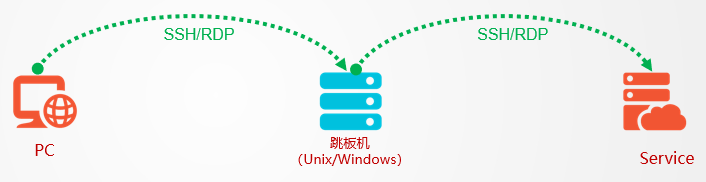 SSH/RDP
SSH/RDP
PC
跳板机
（Unix/Windows）
Service